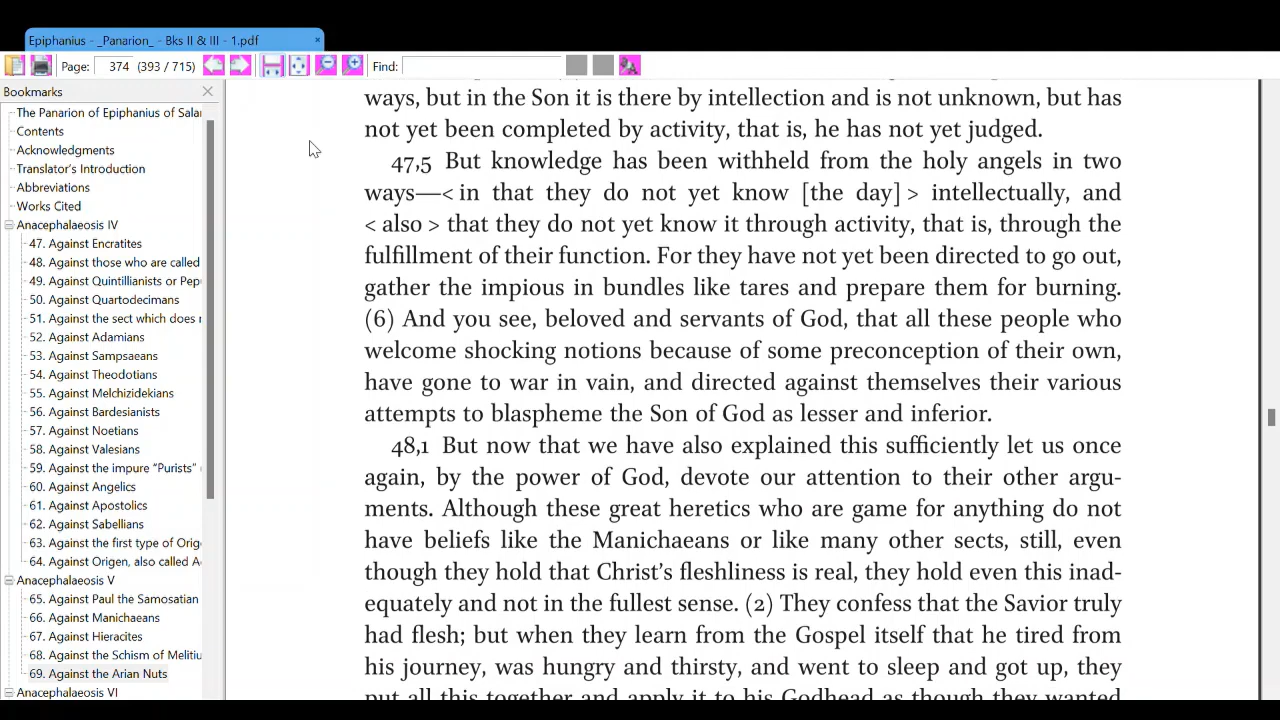 Epiphanius - _Panarion_ - Bks II & III - 1.pdf
Page: 374 (393 / 715) Find:
Bookmarks
The Panarion of Epiphanius of Salar
Contents
Acknowledgments
Translator's Introduction
Abbreviations
Works Cited
Anacephalaeosis IV
47. Against Encratites
48. Against those who are called
49. Against Quintillianists or Pep
50. Against Quartodecimans
51. Against the sect which does r
52. Against Adamians
53. Against Sampsaeans
54. Against Theodotians
55. Against Melchizidekians
56. Against Bardesianists
57. Against Noetians
58. Against Valesians
59. Against the impure “Purists” (
60. Against Angelics
61. Against Apostolics
62. Against Sabellians
63. Against the first type of Orig
64. Against Origen, also called A
Anacephalaeosis V
65. Against Paul the Samosatian
66. Against Manichaeans
67. Against Hieracites
68. Against the Schism of Melitiu
69. Against the Arian Nuts
Anacephalaeosis VI
ways, but in the Son it is there by intellection and is not unknown, but has
not yet been completed by activity, that is, he has not yet judged.
47,5 But knowledge has been withheld from the holy angels in two
ways—< in that they do not yet know [the day] > intellectually, and
< also > that they do not yet know it through activity, that is, through the
fulfillment of their function. For they have not yet been directed to go out,
gather the impious in bundles like tares and prepare them for burning.
(6) And you see, beloved and servants of God, that all these people who
welcome shocking notions because of some preconception of their own,
have gone to war in vain, and directed against themselves their various
attempts to blaspheme the Son of God as lesser and inferior.
48,1 But now that we have also explained this sufficiently let us once
again, by the power of God, devote our attention to their other argu-
ments. Although these great heretics who are game for anything do not
have beliefs like the Manichaeans or like many other sects, still, even
though they hold that Christ's fleshliness is real, they hold even this inad-
equately and not in the fullest sense. (2) They confess that the Savior truly
had flesh; but when they learn from the Gospel itself that he tired from
his journey, was hungry and thirsty, and went to sleep and got up, they
put all this together and apply it to his Godhead as though they wanted